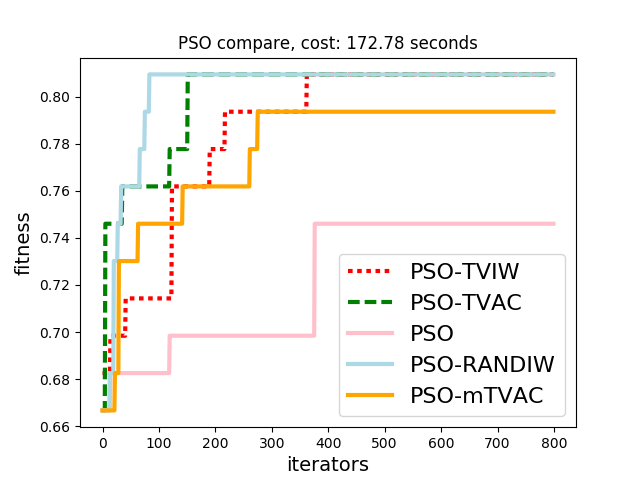 PSO compare, cost: 172.78 seconds
fitness
0.80
0.78
0.76
0.74
0.72
0.70
0.68
0.66
0 100 200 300 400 500 600 700 800
iterators
PSO-TVIW
PSO-TVAC
PSO
PSO-RANDIW
PSO-mTVAC